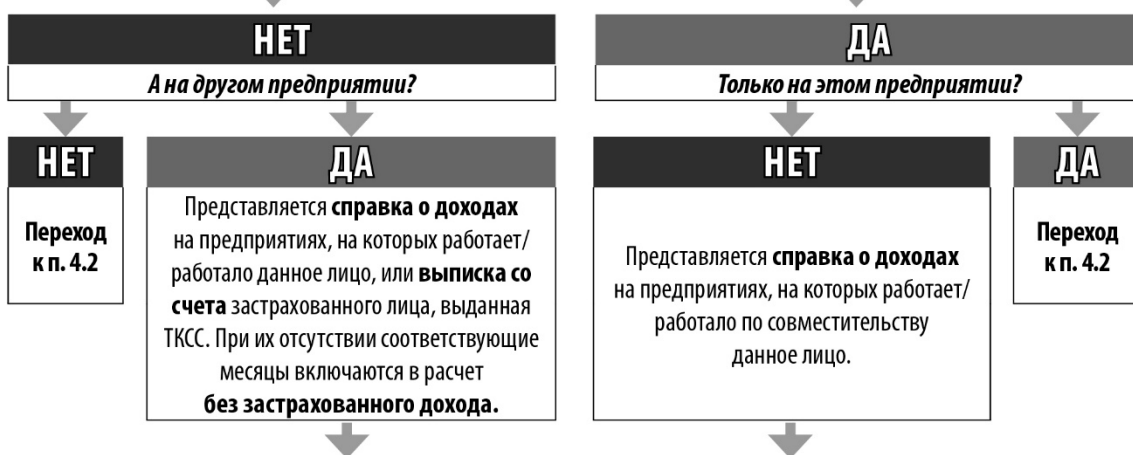 НЕТ
А на другом предприятии?
НЕТ
Переход
к п. 4.2
ДА
Представляется справка о доходах
на предприятиях, на которых работает/
работало данное лицо, или выписка со
счета застрахованного лица, выданная
ТКСС. При их отсутствии соответствующие
месяцы включаются в расчет
без застрахованного дохода.
ДА
Только на этом предприятии?
НЕТ
Представляется справка о доходах
на предприятиях, на которых работает/
работало по совместительству
данное лицо.
ДА
Переход
к п. 4.2